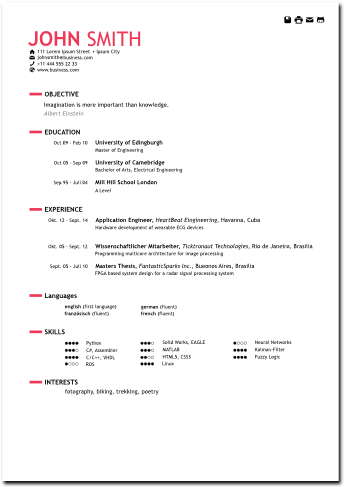 JOHN SMITH
111 Lorem Ipsum Street • Ipsum City
johnsmith@business.com
+11 444 555 22 33
www.business.com
OBJECTIVE
Imagination is more important than knowledge.
Albert Einstein
EDUCATION
Oct 09 - Feb 10 University of Edingburgh
Master of Engineering
Oct 05 - Sep 09 University of Camebridge
Bachelor of Arts, Electrical Engineering
Sep 95 - Juli 04 Mill Hill School London
A Level
EXPERIENCE
Okt. 13 - Sept. 14 Application Engineer, HeartBeat Engineering, Havanna, Cuba
Hardware development of wearable ECG devices
Okt. 05 - Sept. 12 Wissenschaftlicher Mitarbeiter, Ticktranaut Technologies, Rio de Janeiro, Brasilia
Programming multicore architecture for image processing
Sept. 05 - Juli 10 Masters Thesis, FantasticSparks Inc., Buenos Aires, Brasilia
FPGA based system design for a radar signal processing system
Languages
english (first language) german (fluent)
französisch (fluent) french (fluent)
SKILLS
Python Solid Works, EAGLE Neural Networks
C#, Assembler MATLAB Kalman-Filter
C/C++, VHDL HTML5, CSS3 Fuzzy Logic
ROS Linux
INTERESTS
fotography, biking, trekking, poetry